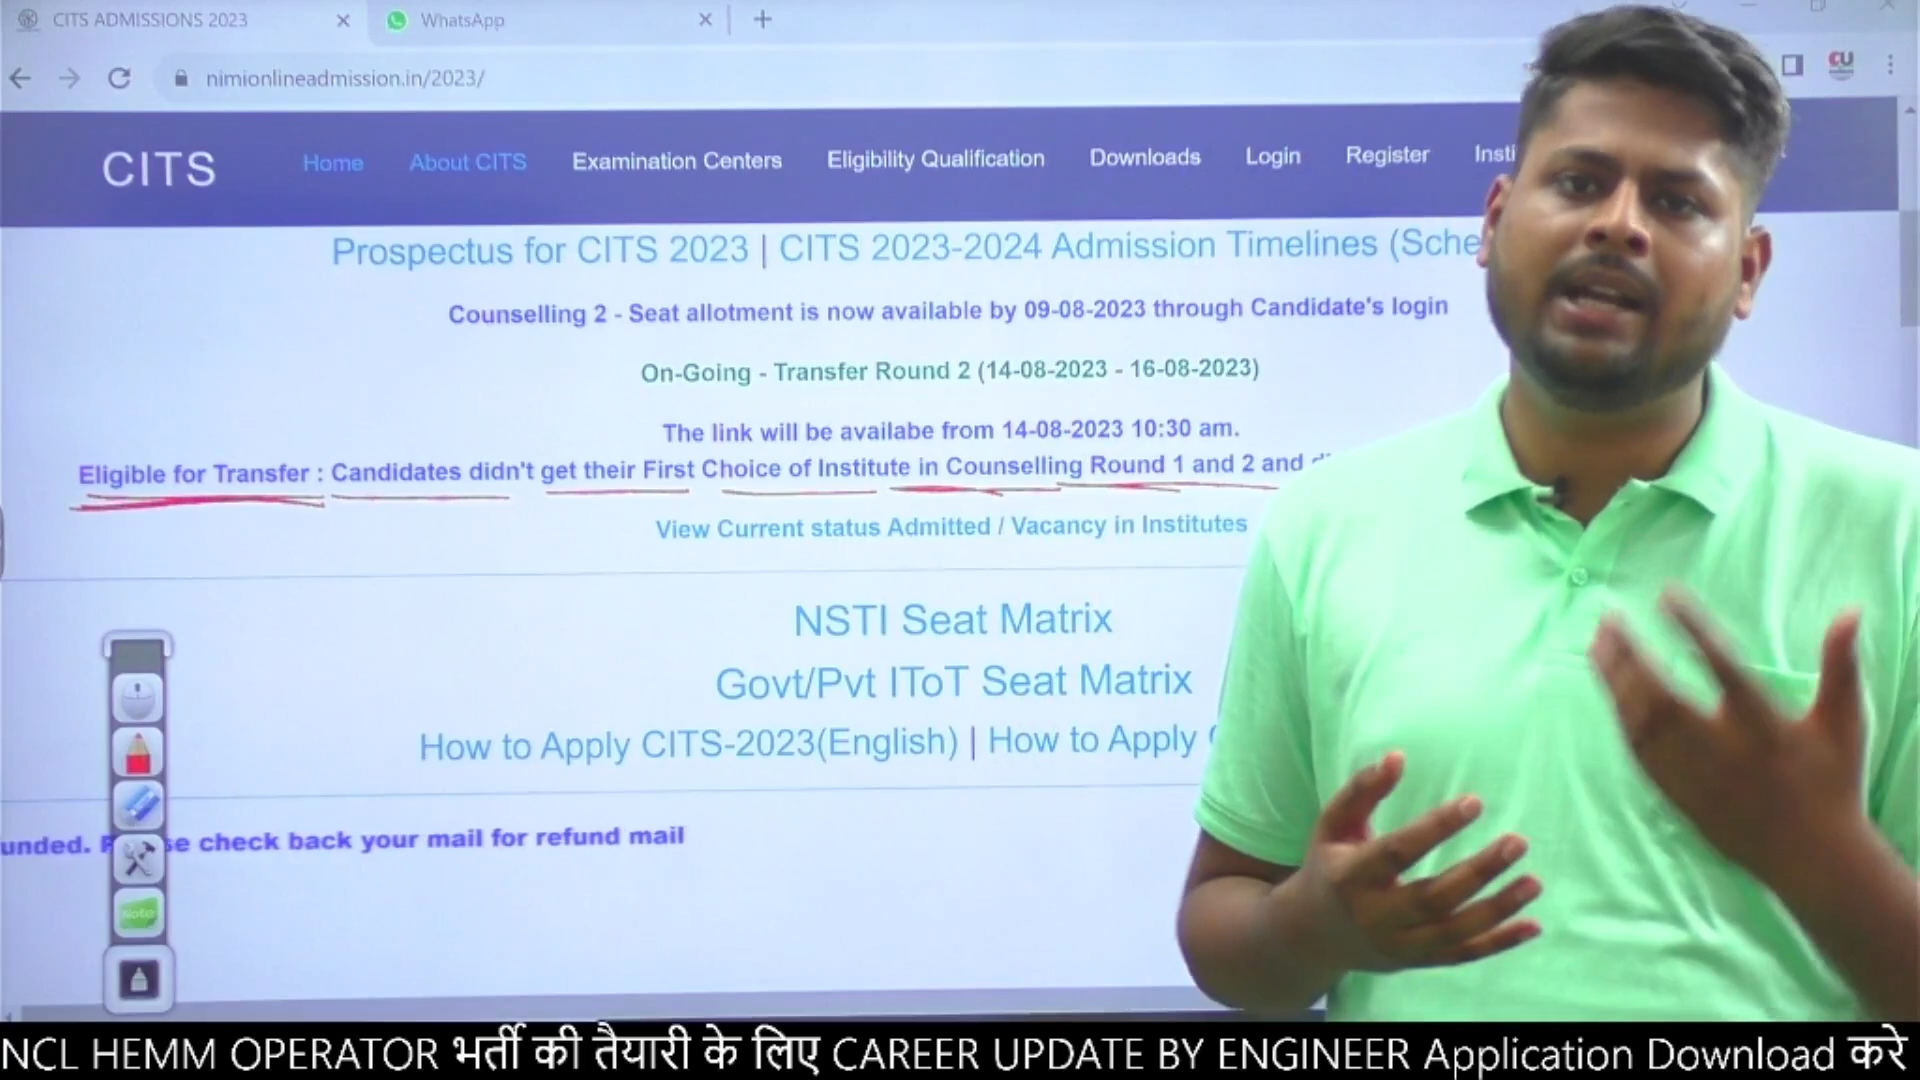 CITS ADMISSIONS 2023
WhatsApp
nimionlineadmission.in/2023/
CU
CITS Home About CITS Examination Centers Eligibility Qualification Downloads Login Register Insti
Prospectus for CITS 2023 | CITS 2023-2024 Admission Timelines (Sche
Counselling 2 - Seat allotment is now available by 09-08-2023 through Candidate's login
On-Going - Transfer Round 2 (14-08-2023 - 16-08-2023)
The link will be availabe from 14-08-2023 10:30 am.
Eligible for Transfer : Candidates didn't get their First Choice of Institute in Counselling Round 1 and 2 and
View Current status Admitted / Vacancy in Institutes
NSTI Seat Matrix
Govt/Pvt IToT Seat Matrix
How to Apply CITS-2023(English) | How to Apply
unded. P se check back your mail for refund mail
Note
NCL HEMM OPERATOR भर्ती की तैयारी के लिए CAREER UPDATE BY ENGINEER Application Download करे